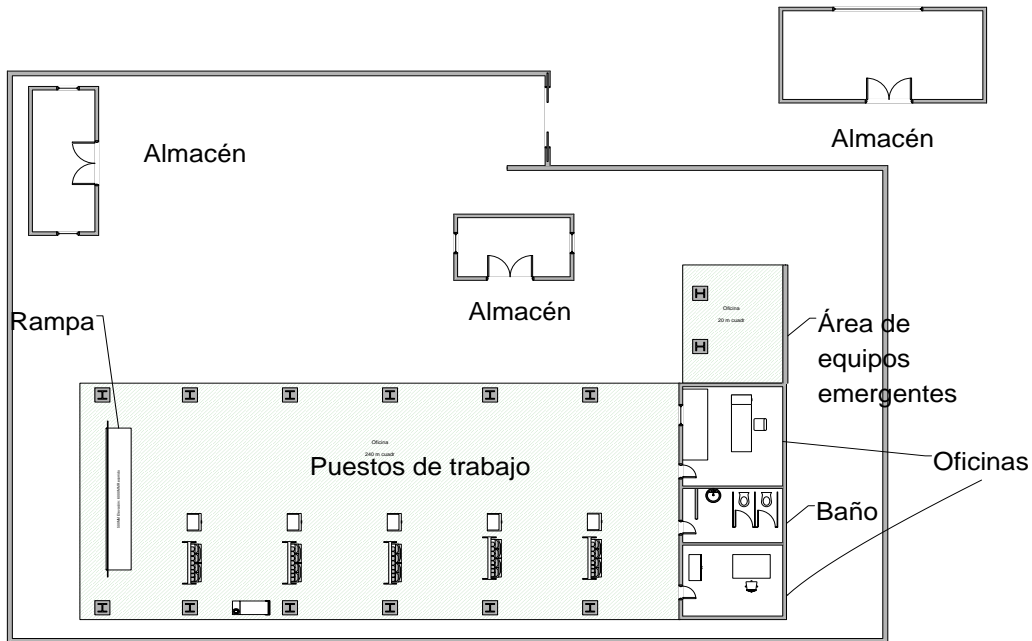 Almacén
Almacén
Almacén
Rampa
Oficina
20 m cuadr
Área de
equipos
emergentes
Oficina
240 m cuadr
Puestos de trabajo
Oficinas
Baño